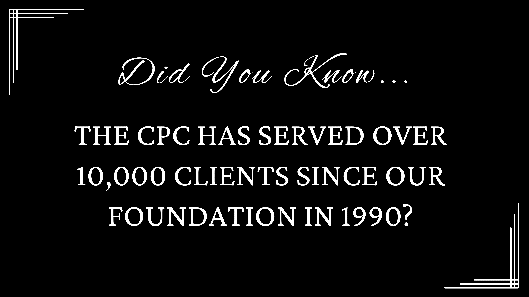 Did You Know...
THE CPC HAS SERVED OVER
10,000 CLIENTS SINCE OUR
FOUNDATION IN 1990?